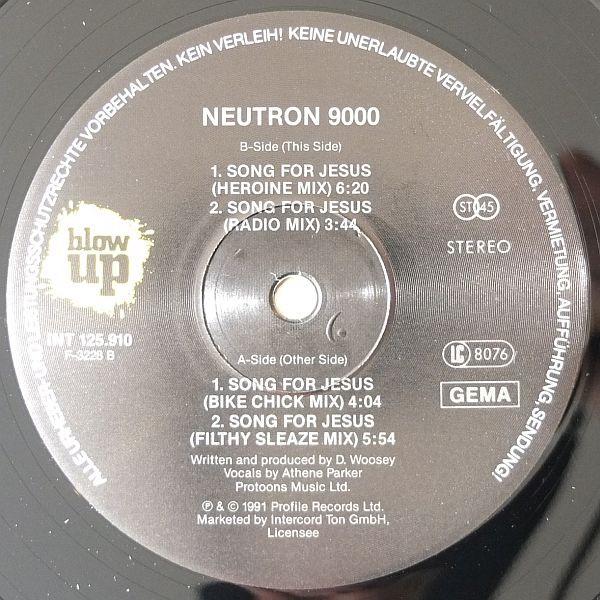 ALLE URHEBER- UND LEISTUNGSSCHUTZRECHTE VORBEHALTEN. KEIN VERLEIH! KEINE UNERLAUBTE VERVIELFÄLTIGUNG, VERMIETUNG, AUFFÜHRUNG, SENDUNG!
NEUTRON 9000
B-Side (This Side)
1. SONG FOR JESUS
(HEROINE MIX) 6:20
2. SONG FOR JESUS
(RADIO MIX) 3:44
ST045
STEREO
blow
up
INT 125.910
F-3228 B
LC 8076
GEMA
A-Side (Other Side)
1. SONG FOR JESUS
(BIKE CHICK MIX) 4:04
2. SONG FOR JESUS
(FILTHY SLEAZE MIX) 5:54
Written and produced by D. Woosey
Vocals by Athene Parker
Protoons Music Ltd.
℗ & © 1991 Profile Records Ltd.
Marketed by Intercord Ton GmbH,
Licensee